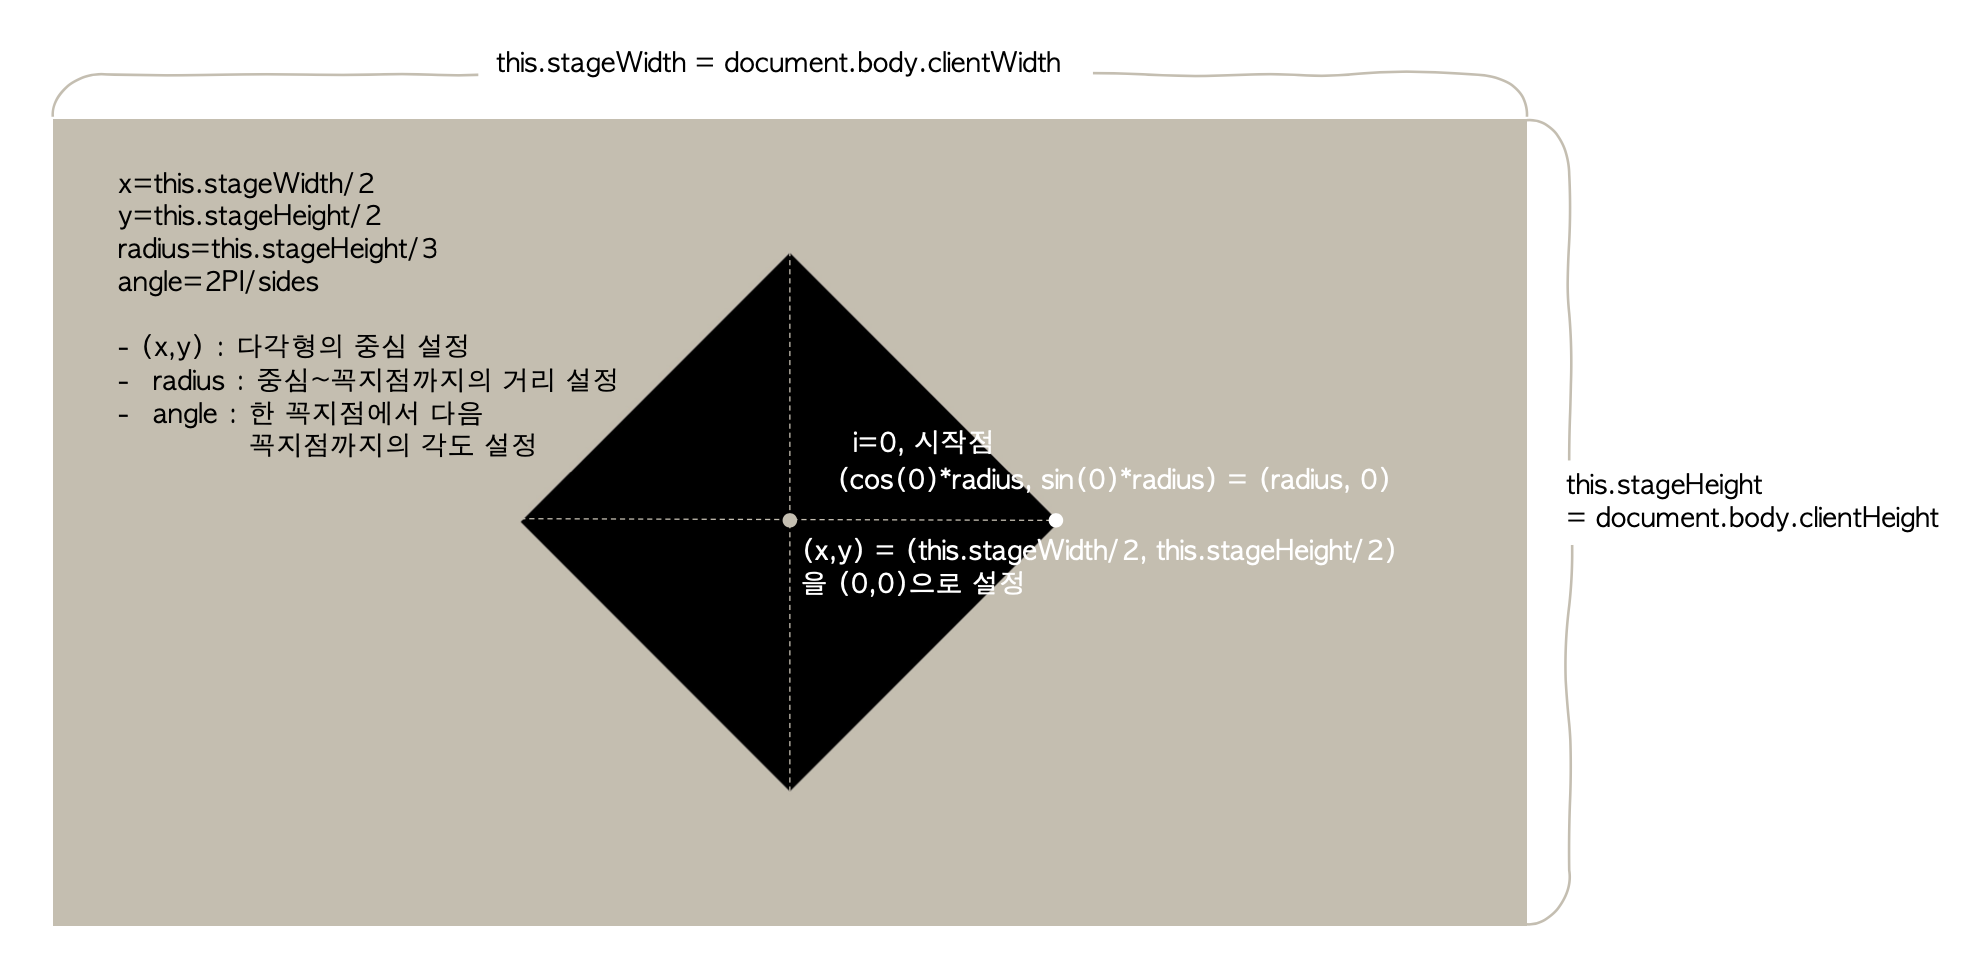 this.stageWidth = document.body.clientWidth
x=this.stageWidth/2
y=this.stageHeight/2
radius=this.stageHeight/3
angle=2PI/sides
- (x,y) : 다각형의 중심 설정
- radius : 중심~꼭지점까지의 거리 설정
- angle : 한 꼭지점에서 다음
꼭지점까지의 각도 설정
i=0, 시작점
(cos(0)*radius, sin(0)*radius) = (radius, 0)
(x,y) = (this.stageWidth/2, this.stageHeight/2)
을 (0,0)으로 설정
this.stageHeight
= document.body.clientHeight